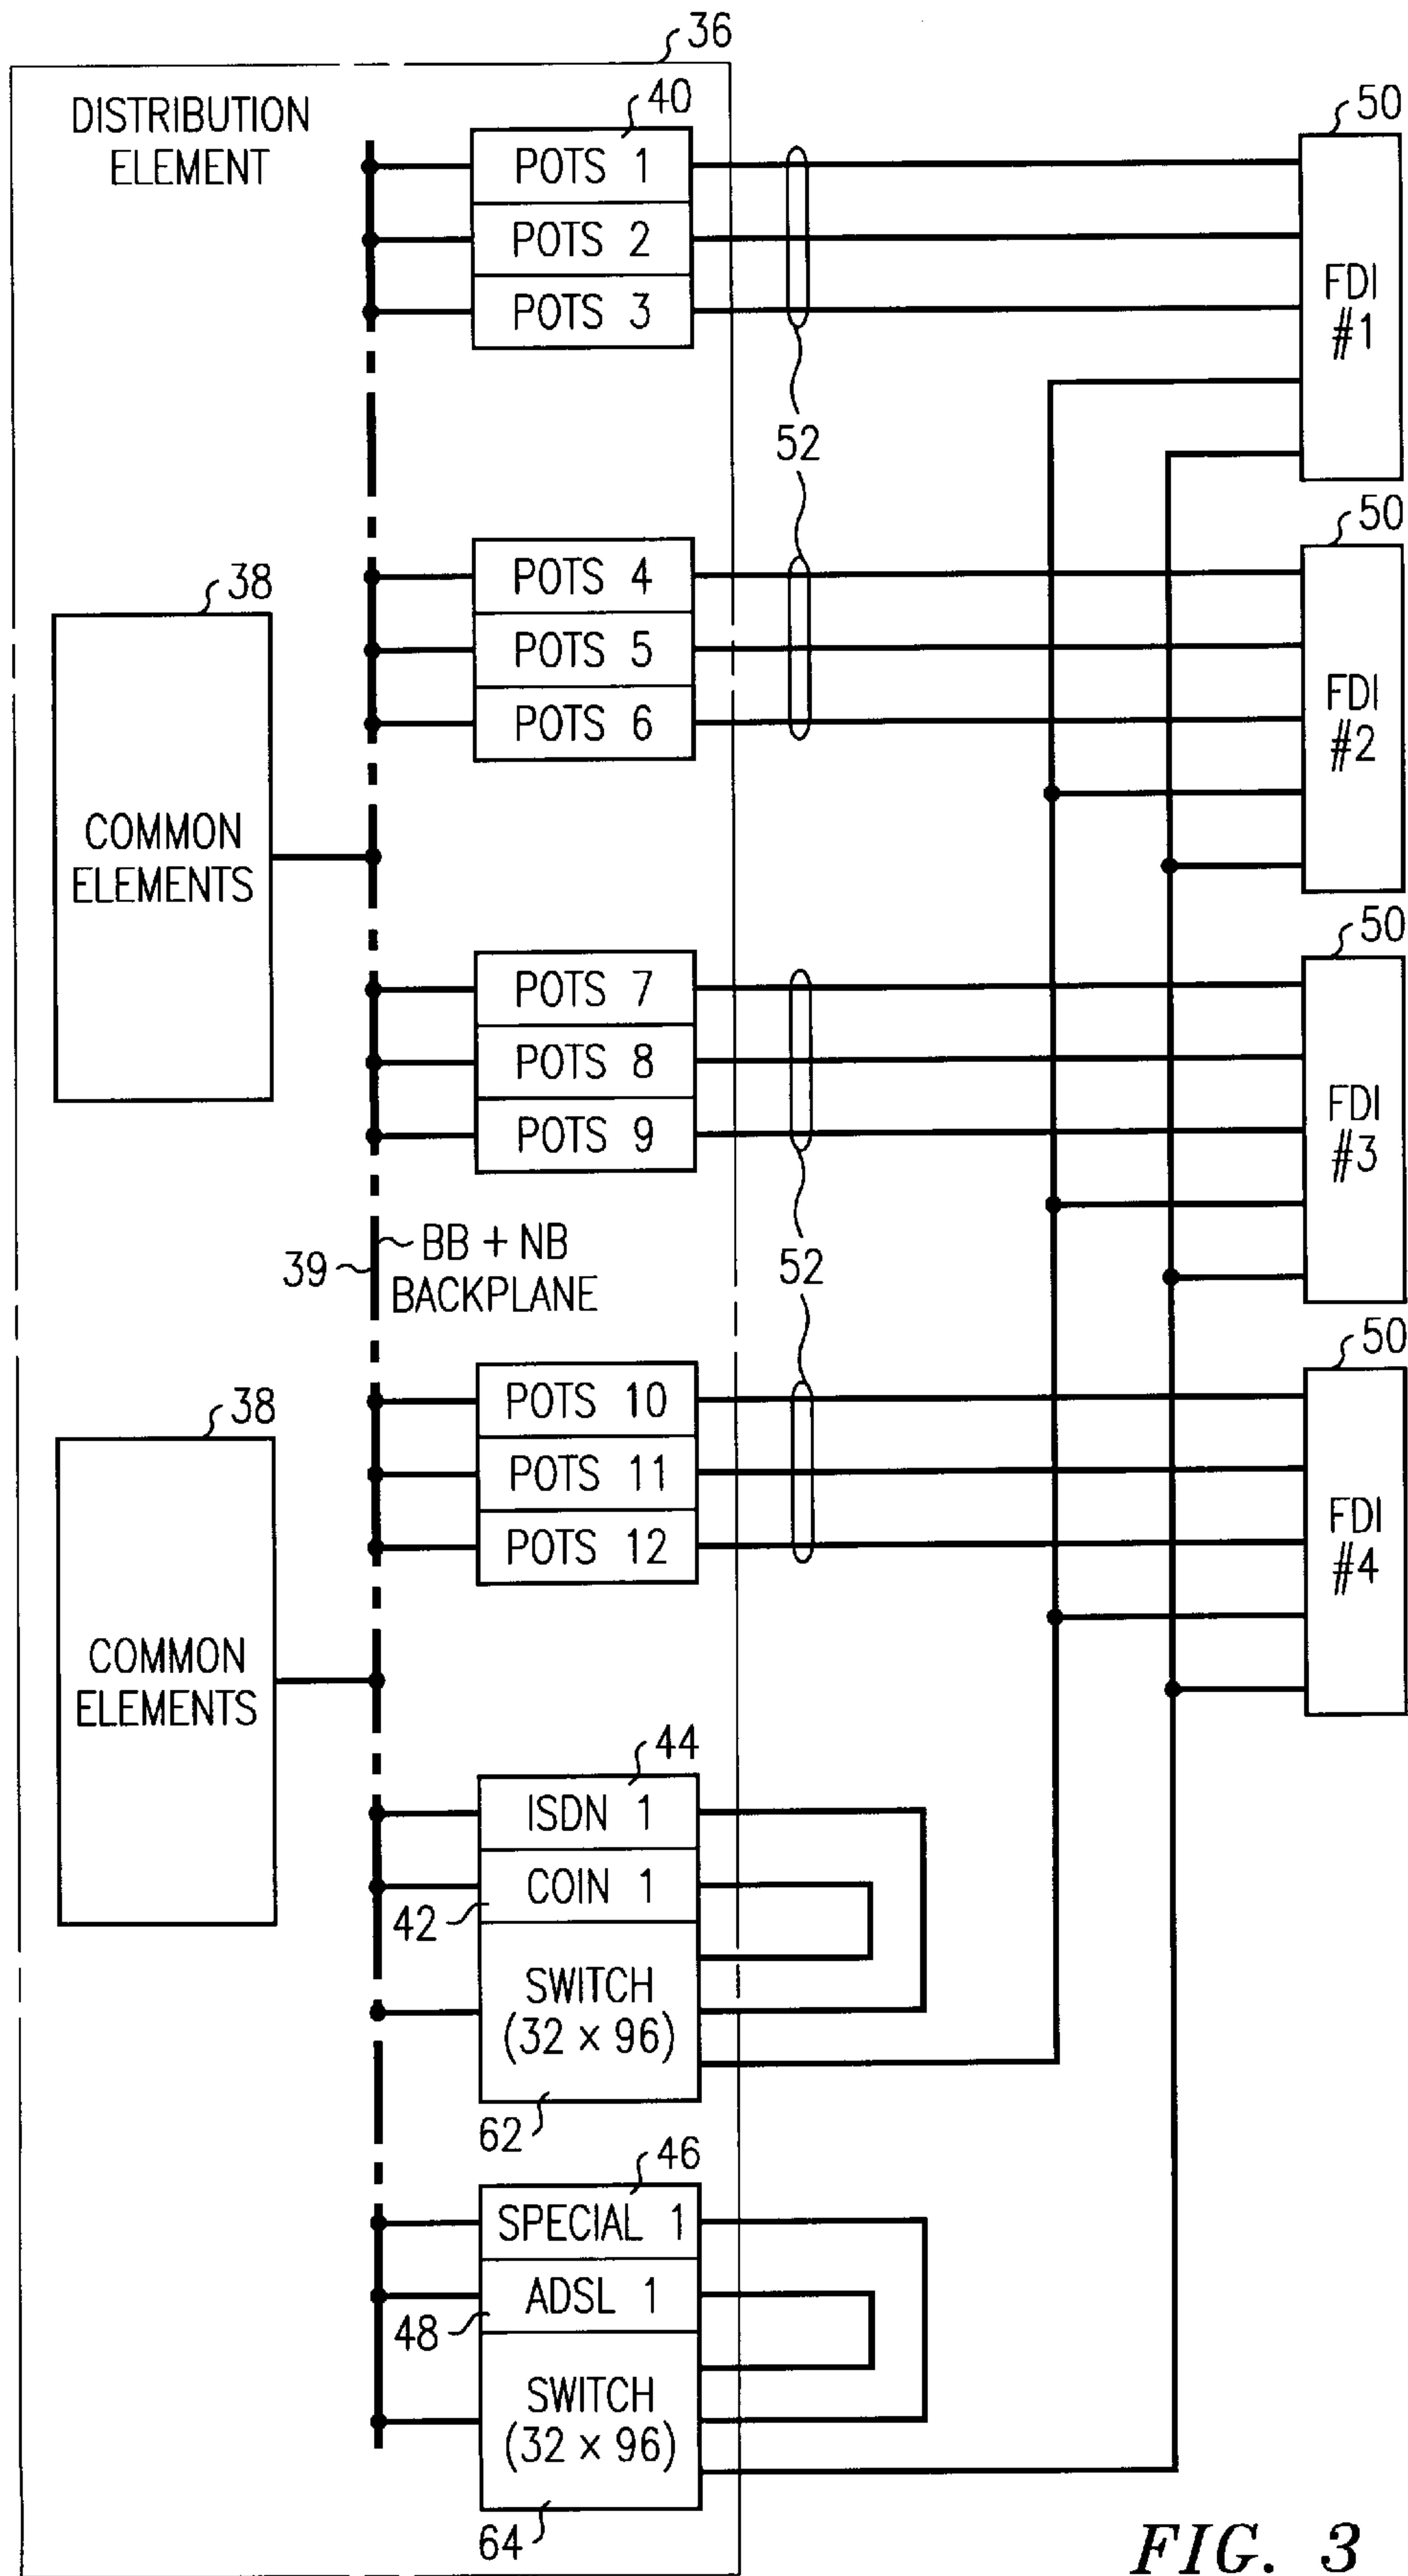 36
DISTRIBUTION
ELEMENT
40
50
POTS 1
POTS 2
POTS 3
FDI
#1
52
50
POTS 4
POTS 5
POTS 6
FDI
#2
38
COMMON
ELEMENTS
50
POTS 7
POTS 8
POTS 9
FDI
#3
39
BB + NB
BACKPLANE
52
50
POTS 10
POTS 11
POTS 12
FDI
#4
38
COMMON
ELEMENTS
44
ISDN 1
COIN 1
42
SWITCH
(32 × 96)
62
46
SPECIAL 1
ADSL 1
48
SWITCH
(32 × 96)
64
FIG. 3